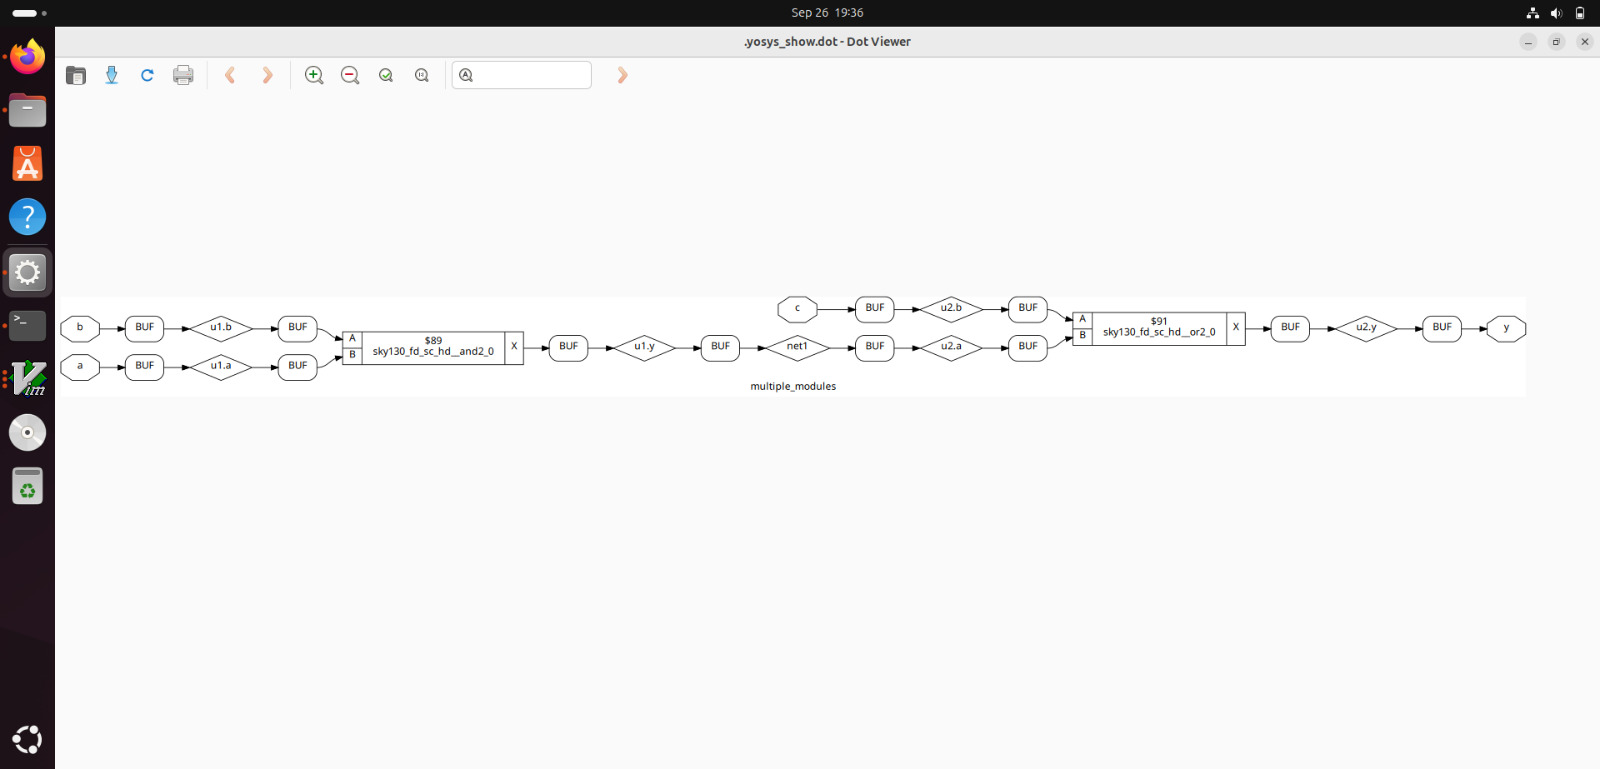 Sep 26 19:36
.yosys_show.dot - Dot Viewer
c BUF u2.b BUF
b BUF u1.b BUF
A $89 X
B sky130_fd_sc_hd__and2_0
a BUF u1.a BUF
BUF u1.y BUF net1 BUF u2.a BUF
A $91 X
B sky130_fd_sc_hd__or2_0
BUF u2.y BUF y
multiple_modules